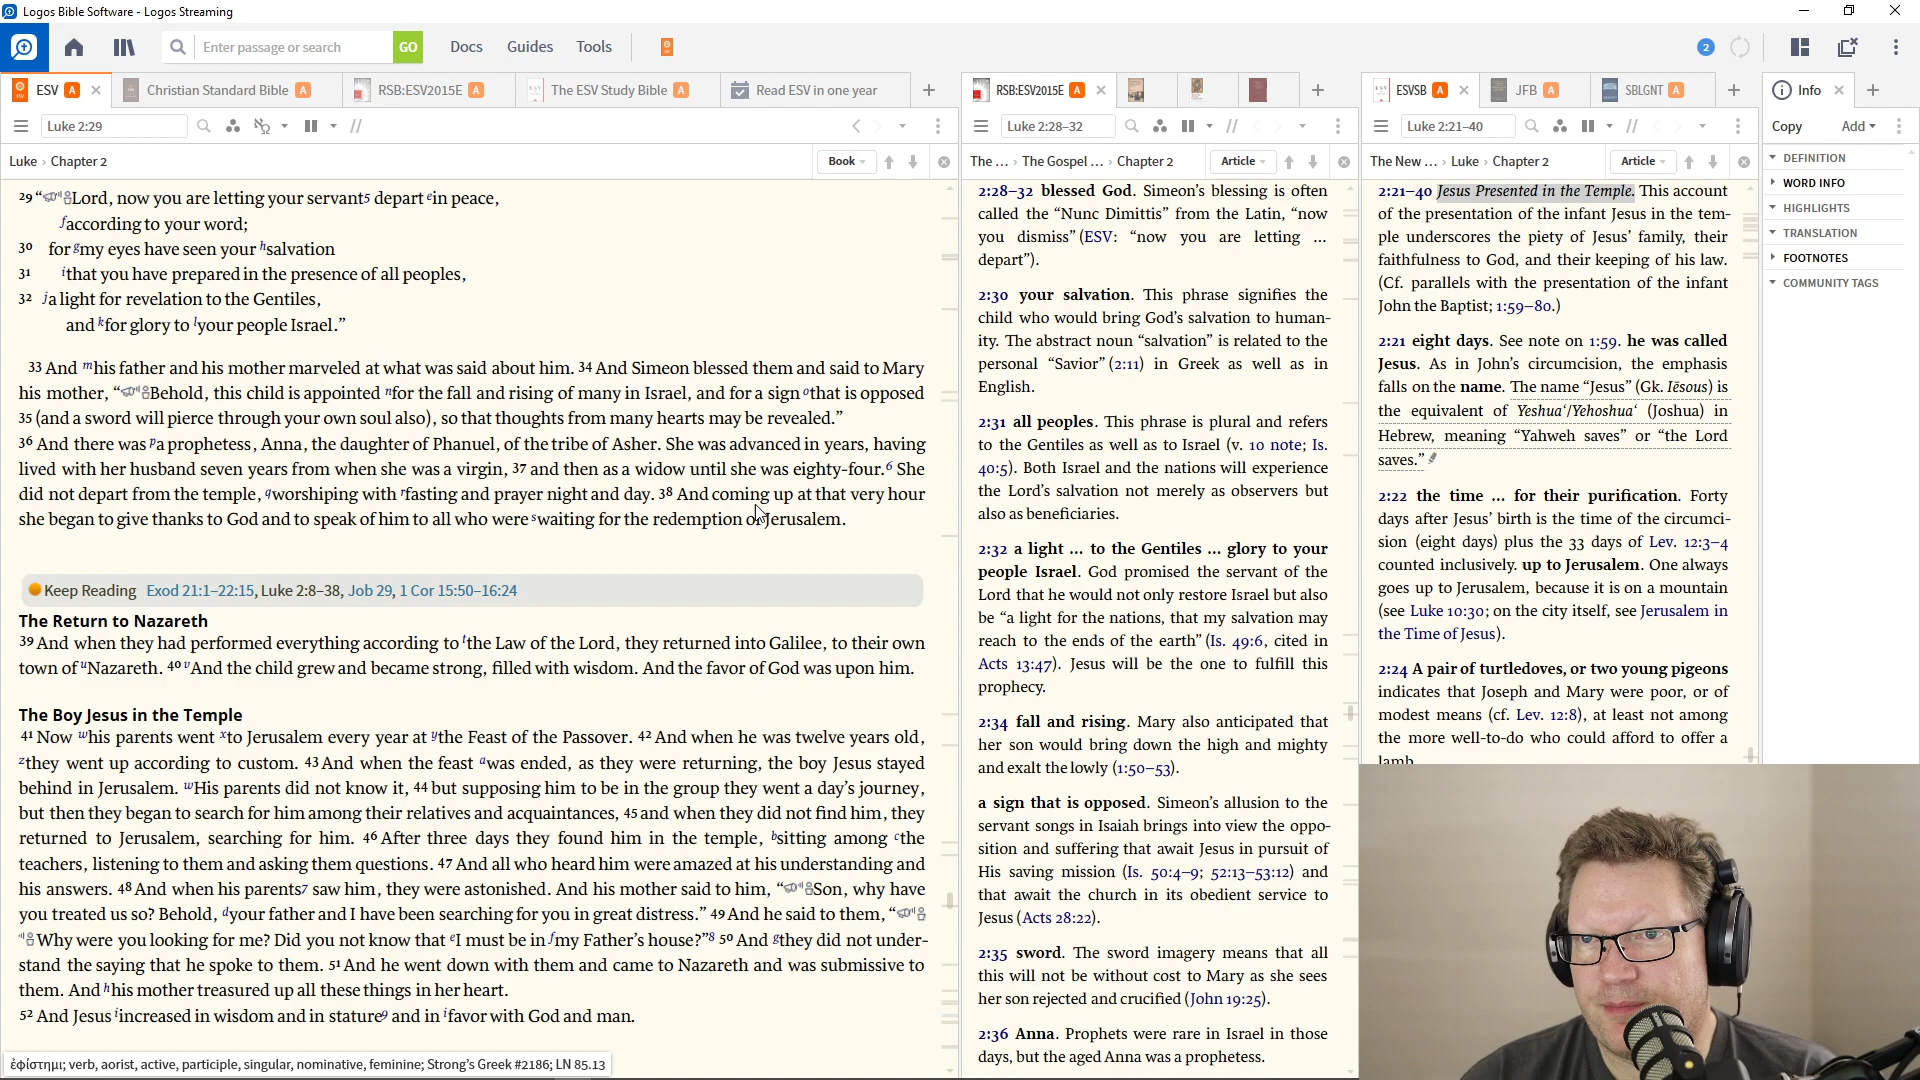 Logos Bible Software - Logos Streaming
Enter passage or search
GO
Docs
Guides
Tools
2
ESV A
Christian Standard Bible A
RSB:ESV2015E A
The ESV Study Bible A
Read ESV in one year
Luke 2:29
Luke › Chapter 2
Book
29 “Lord, now you are letting your servant5 depart e in peace,
f according to your word;
30 for g my eyes have seen your h salvation
31 i that you have prepared in the presence of all peoples,
32 j a light for revelation to the Gentiles,
and k for glory to l your people Israel.”
33 And m his father and his mother marveled at what was said about him. 34 And Simeon blessed them and said to Mary
his mother, “Behold, this child is appointed n for the fall and rising of many in Israel, and for a sign o that is opposed
35 (and a sword will pierce through your own soul also), so that thoughts from many hearts may be revealed.”
36 And there was p a prophetess, Anna, the daughter of Phanuel, of the tribe of Asher. She was advanced in years, having
lived with her husband seven years from when she was a virgin, 37 and then as a widow until she was eighty-four.6 She
did not depart from the temple, q worshiping with r fasting and prayer night and day. 38 And coming up at that very hour
she began to give thanks to God and to speak of him to all who were s waiting for the redemption of Jerusalem.
Keep Reading Exod 21:1–22:15, Luke 2:8–38, Job 29, 1 Cor 15:50–16:24
The Return to Nazareth
39 And when they had performed everything according to t the Law of the Lord, they returned into Galilee, to their own
town of u Nazareth. 40 v And the child grew and became strong, filled with wisdom. And the favor of God was upon him.
The Boy Jesus in the Temple
41 Now w his parents went x to Jerusalem every year at y the Feast of the Passover. 42 And when he was twelve years old,
z they went up according to custom. 43 And when the feast a was ended, as they were returning, the boy Jesus stayed
behind in Jerusalem. w His parents did not know it, 44 but supposing him to be in the group they went a day’s journey,
but then they began to search for him among their relatives and acquaintances, 45 and when they did not find him, they
returned to Jerusalem, searching for him. 46 After three days they found him in the temple, b sitting among c the
teachers, listening to them and asking them questions. 47 And all who heard him were amazed at his understanding and
his answers. 48 And when his parents7 saw him, they were astonished. And his mother said to him, “Son, why have
you treated us so? Behold, d your father and I have been searching for you in great distress.” 49 And he said to them, “
Why were you looking for me? Did you not know that e I must be in f my Father’s house?”8 50 And g they did not under-
stand the saying that he spoke to them. 51 And he went down with them and came to Nazareth and was submissive to
them. And h his mother treasured up all these things in her heart.
52 And Jesus i increased in wisdom and in stature9 and in i favor with God and man.
ἐφίστημι; verb, aorist, active, participle, singular, nominative, feminine; Strong’s Greek #2186; LN 85.13
RSB:ESV2015E A
Luke 2:28–32
The ... › The Gospel ... › Chapter 2
Article
2:28–32 blessed God. Simeon’s blessing is often
called the “Nunc Dimittis” from the Latin, “now
you dismiss” (ESV: “now you are letting ...
depart”).
2:30 your salvation. This phrase signifies the
child who would bring God’s salvation to human-
ity. The abstract noun “salvation” is related to the
personal “Savior” (2:11) in Greek as well as in
English.
2:31 all peoples. This phrase is plural and refers
to the Gentiles as well as to Israel (v. 10 note; Is.
40:5). Both Israel and the nations will experience
the Lord’s salvation not merely as observers but
also as beneficiaries.
2:32 a light ... to the Gentiles ... glory to your
people Israel. God promised the servant of the
Lord that he would not only restore Israel but also
be “a light for the nations, that my salvation may
reach to the ends of the earth” (Is. 49:6, cited in
Acts 13:47). Jesus will be the one to fulfill this
prophecy.
2:34 fall and rising. Mary also anticipated that
her son would bring down the high and mighty
and exalt the lowly (1:50–53).
a sign that is opposed. Simeon’s allusion to the
servant songs in Isaiah brings into view the oppo-
sition and suffering that await Jesus in pursuit of
His saving mission (Is. 50:4–9; 52:13–53:12) and
that await the church in its obedient service to
Jesus (Acts 28:22).
2:35 sword. The sword imagery means that all
this will not be without cost to Mary as she sees
her son rejected and crucified (John 19:25).
2:36 Anna. Prophets were rare in Israel in those
days, but the aged Anna was a prophetess.
ESVSB A
JFB A
SBLGNT A
Luke 2:21–40
The New ... › Luke › Chapter 2
Article
2:21–40 Jesus Presented in the Temple. This account
of the presentation of the infant Jesus in the tem-
ple underscores the piety of Jesus’ family, their
faithfulness to God, and their keeping of his law.
(Cf. parallels with the presentation of the infant
John the Baptist; 1:59–80.)
2:21 eight days. See note on 1:59. he was called
Jesus. As in John’s circumcision, the emphasis
falls on the name. The name “Jesus” (Gk. Iēsous) is
the equivalent of Yeshua‘/Yehoshua‘ (Joshua) in
Hebrew, meaning “Yahweh saves” or “the Lord
saves.”
2:22 the time ... for their purification. Forty
days after Jesus’ birth is the time of the circumci-
sion (eight days) plus the 33 days of Lev. 12:3–4
counted inclusively. up to Jerusalem. One always
goes up to Jerusalem, because it is on a mountain
(see Luke 10:30; on the city itself, see Jerusalem in
the Time of Jesus).
2:24 A pair of turtledoves, or two young pigeons
indicates that Joseph and Mary were poor, or of
modest means (cf. Lev. 12:8), at least not among
the more well-to-do who could afford to offer a
lamb.
Info
Copy
Add
DEFINITION
WORD INFO
HIGHLIGHTS
TRANSLATION
FOOTNOTES
COMMUNITY TAGS